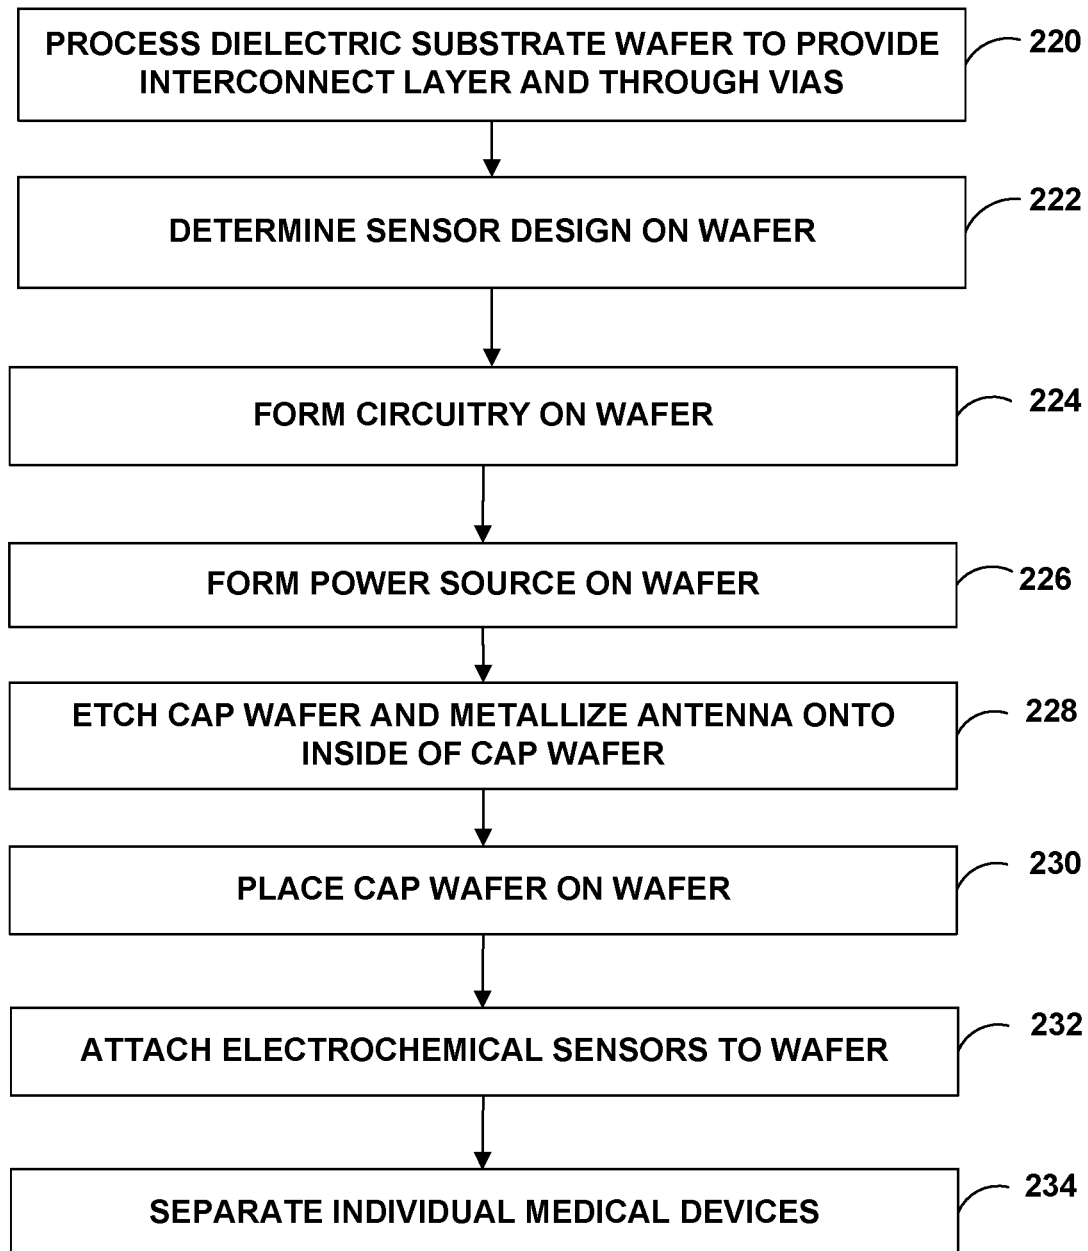 PROCESS DIELECTRIC SUBSTRATE WAFER TO PROVIDE
INTERCONNECT LAYER AND THROUGH VIAS
220
DETERMINE SENSOR DESIGN ON WAFER
222
FORM CIRCUITRY ON WAFER
224
FORM POWER SOURCE ON WAFER
226
ETCH CAP WAFER AND METALLIZE ANTENNA ONTO
INSIDE OF CAP WAFER
228
PLACE CAP WAFER ON WAFER
230
ATTACH ELECTROCHEMICAL SENSORS TO WAFER
232
SEPARATE INDIVIDUAL MEDICAL DEVICES
234